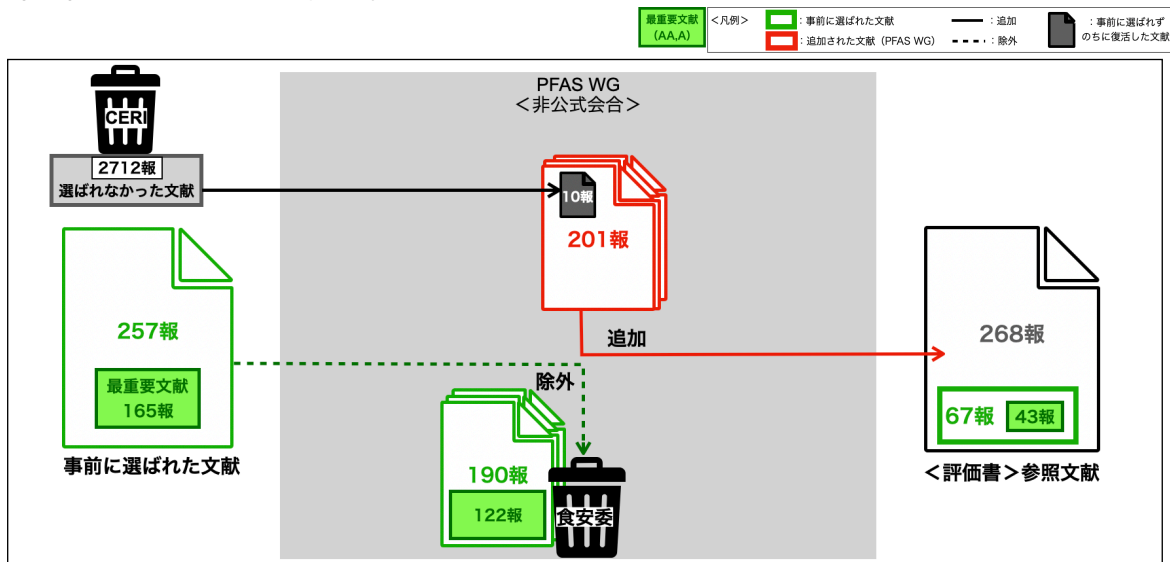 最重要文献
(AA,A)
＜凡例＞
：事前に選ばれた文献
：追加された文献（PFAS WG）
：追加
：除外
：事前に選ばれず
のちに復活した文献
PFAS WG
＜非公式会合＞
CERI
2712報
選ばれなかった文献
10報
201報
257報
最重要文献
165報
事前に選ばれた文献
追加
除外
190報
122報
食安委
268報
67報
43報
＜評価書＞参照文献